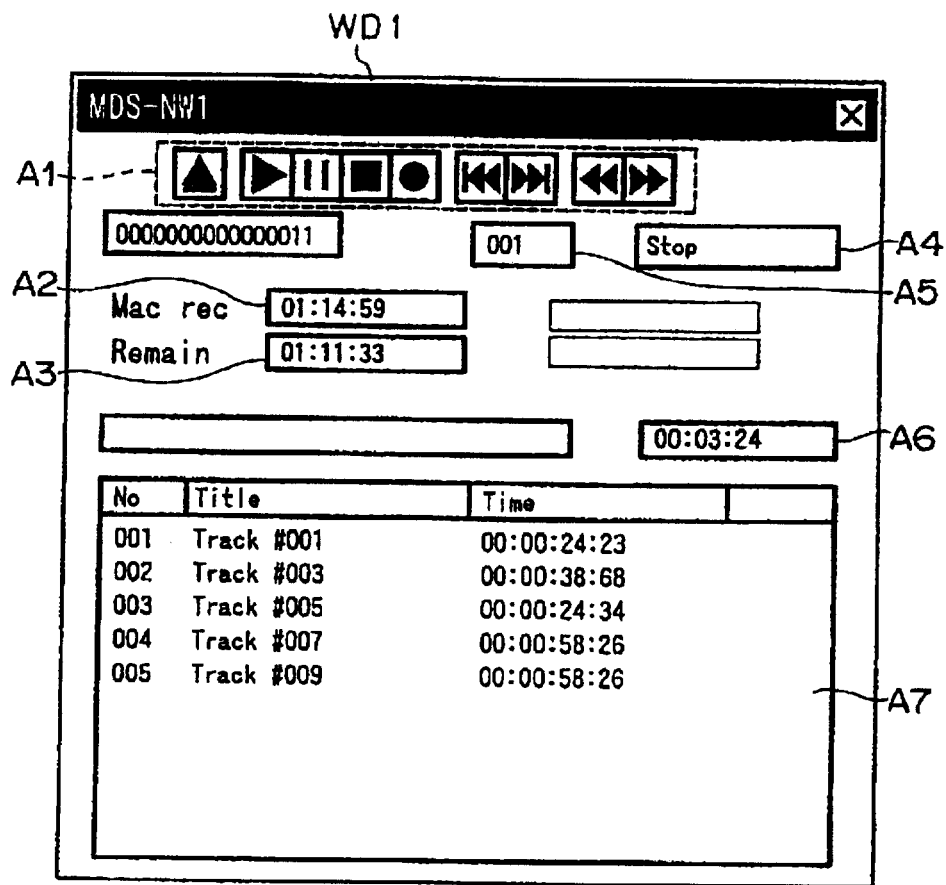 WD1
MDS-NW1
A1
0000000000000011 001 Stop A4
A5
A2 Mac rec 01:14:59
A3 Remain 01:11:33
00:03:24 A6
No Title Time
001 Track #001 00:00:24:23
002 Track #003 00:00:38:68
003 Track #005 00:00:24:34
004 Track #007 00:00:58:26
005 Track #009 00:00:58:26
A7